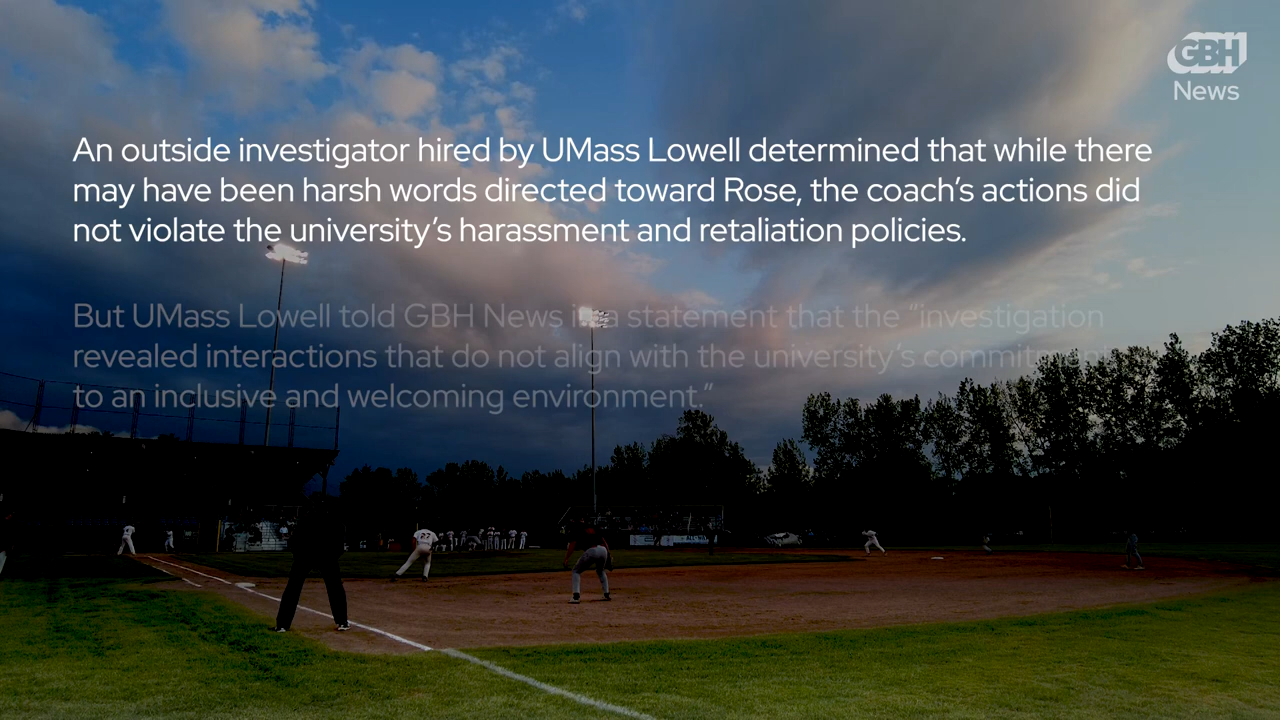 GBH
News
An outside investigator hired by UMass Lowell determined that while there
may have been harsh words directed toward Rose, the coach’s actions did
not violate the university’s harassment and retaliation policies.
But UMass Lowell told GBH News in a statement that the “investigation
revealed interactions that do not align with the university’s commitment
to an inclusive and welcoming environment.”
27